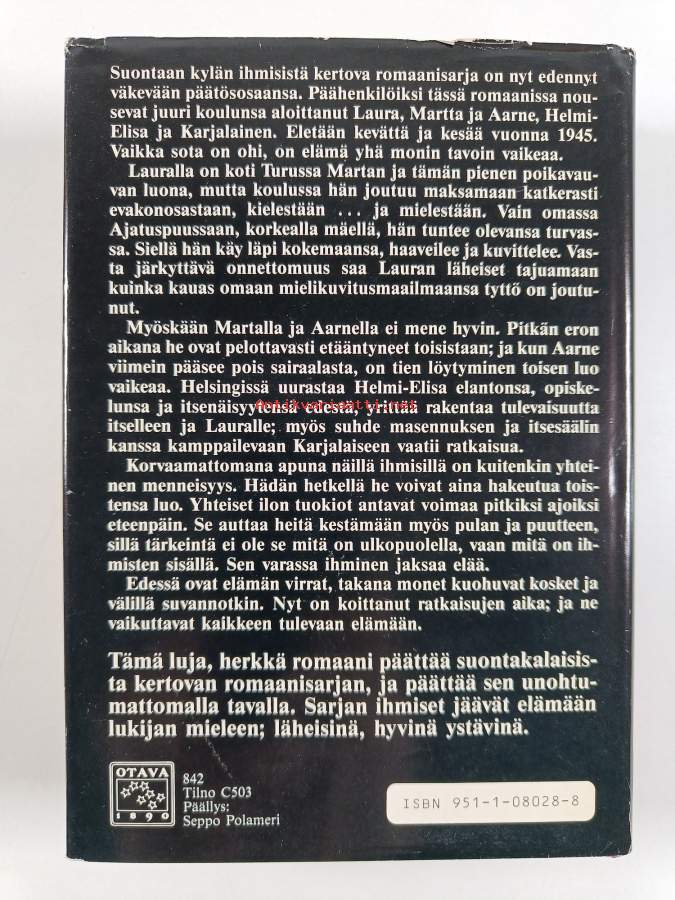 Suontaan kylän ihmisistä kertova romaanisarja on nyt edennyt
väkevään päätösosaansa. Päähenkilöiksi tässä romaanissa nou-
sevat juuri koulunsa aloittanut Laura, Martta ja Aarne, Helmi-
Elisa ja Karjalainen. Eletään kevättä ja kesää vuonna 1945.
Vaikka sota on ohi, on elämä yhä monin tavoin vaikeaa.
Lauralla on koti Turussa Martan ja tämän pienen poikavau-
van luona, mutta koulussa hän joutuu maksamaan katkerasti
evakonosastaan, kielestään ... ja mielestään. Vain omassa
Ajatuspuussaan, korkealla mäellä, hän tuntee olevansa turvas-
sa. Siellä hän käy läpi kokemaansa, haaveilee ja kuvittelee. Vas-
ta järkyttävä onnettomuus saa Lauran läheiset tajuamaan
kuinka kauas omaan mielikuvitusmaailmaansa tyttö on joutu-
nut.
Myöskään Martalla ja Aarnella ei mene hyvin. Pitkän eron
aikana he ovat pelottavasti etääntyneet toisistaan; ja kun Aarne
viimein pääsee pois sairaalasta, on tien löytyminen toisen luo
vaikeaa. Helsingissä uurastaa Helmi-Elisa elantonsa, opiske-
lunsa ja itsenäisyytensä edestä, yrittää rakentaa tulevaisuutta
itselleen ja Lauralle; myös suhde masennuksen ja itsesäälin
kanssa kamppailevaan Karjalaiseen vaatii ratkaisua.
Korvaamattomana apuna näillä ihmisillä on kuitenkin yhtei-
nen menneisyys. Hädän hetkellä he voivat aina hakeutua tois-
tensa luo. Yhteiset ilon tuokiot antavat voimaa pitkiksi ajoiksi
eteenpäin. Se auttaa heitä kestämään myös pulan ja puutteen,
sillä tärkeintä ei ole se mitä on ulkopuolella, vaan mitä on ih-
misten sisällä. Sen varassa ihminen jaksaa elää.
Edessä ovat elämän virrat, takana monet kuohuvat kosket ja
välillä suvannotkin. Nyt on koittanut ratkaisujen aika; ja ne
vaikuttavat kaikkeen tulevaan elämään.
Tämä luja, herkkä romaani päättää suontakalaisis-
ta kertovan romaanisarjan, ja päättää sen unohtu-
mattomalla tavalla. Sarjan ihmiset jäävät elämään
lukijan mieleen; läheisinä, hyvinä ystävinä.
OTAVA
1890
842
Tilno C503
Päällys:
Seppo Polameri
ISBN 951-1-08028-8
antikvariaatti.net